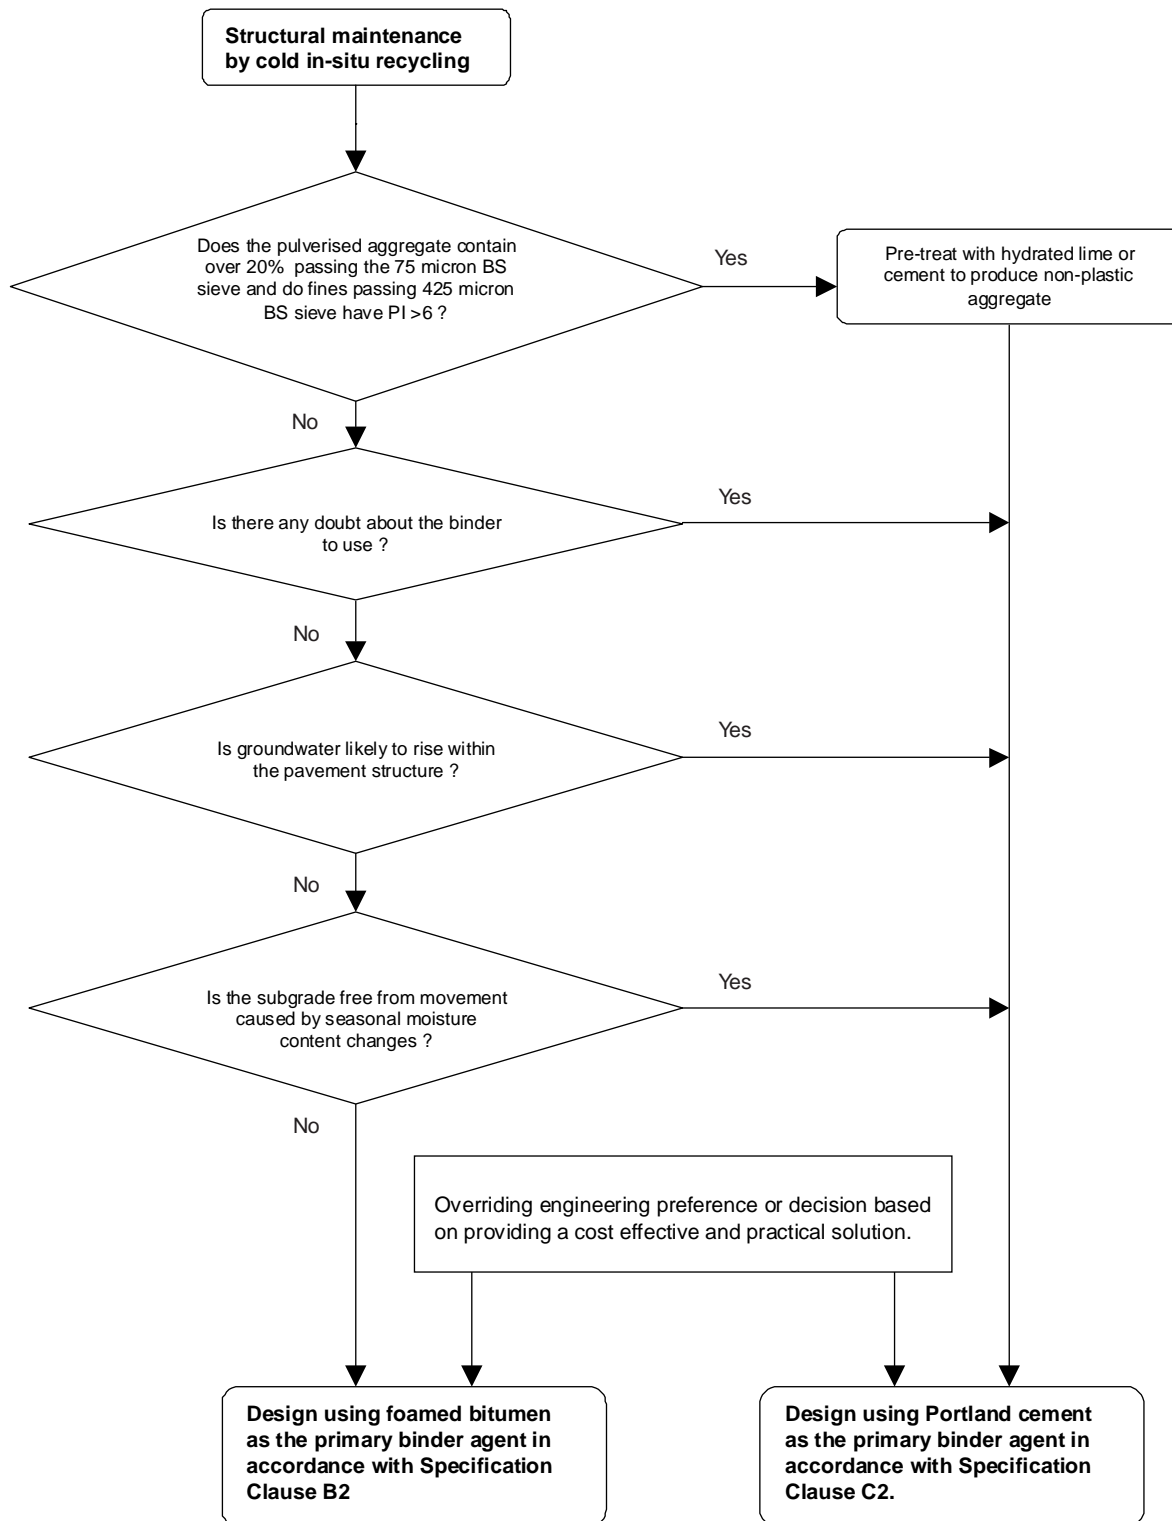 Structural maintenance
by cold in-situ recycling
Does the pulverised aggregate contain
over 20% passing the 75 micron BS
sieve and do fines passing 425 micron
BS sieve have PI >6 ?
Yes
Pre-treat with hydrated lime or
cement to produce non-plastic
aggregate
No
Is there any doubt about the binder
to use ?
Yes
No
Is groundwater likely to rise within
the pavement structure ?
Yes
No
Is the subgrade free from movement
caused by seasonal moisture
content changes ?
Yes
No
Overriding engineering preference or decision based
on providing a cost effective and practical solution.
Design using foamed bitumen
as the primary binder agent in
accordance with Specification
Clause B2
Design using Portland cement
as the primary binder agent in
accordance with Specification
Clause C2.